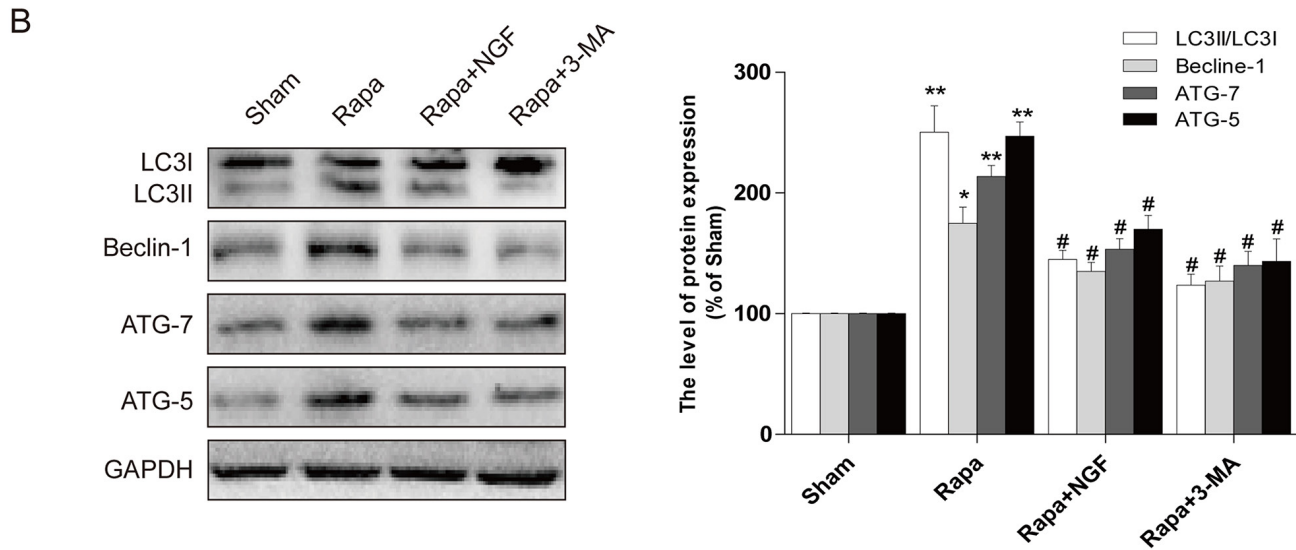 B
Sham
Rapa
Rapa+NGF
Rapa+3-MA
LC3I
LC3II
Beclin-1
ATG-7
ATG-5
GAPDH
LC3II/LC3I
Becline-1
ATG-7
ATG-5
The level of protein expression
(% of Sham)
300
200
100
0
**
*
**
**
#
#
#
#
#
#
#
#
Sham
Rapa
Rapa+NGF
Rapa+3-MA